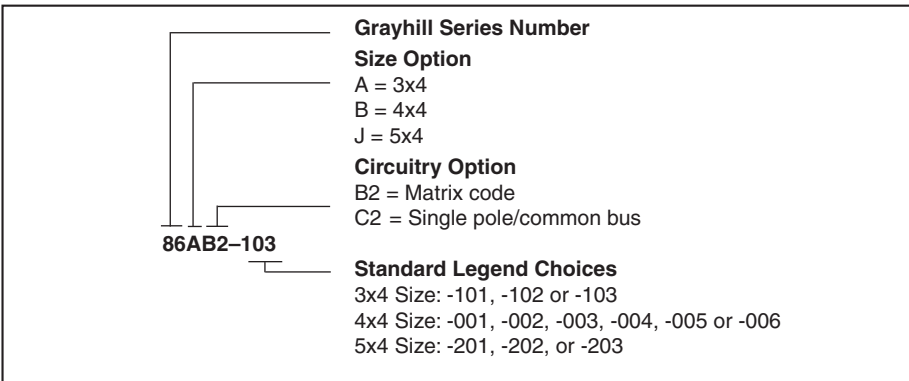 Grayhill Series Number
Size Option
A = 3x4
B = 4x4
J = 5x4
Circuitry Option
B2 = Matrix code
C2 = Single pole/common bus
86AB2–103
Standard Legend Choices
3x4 Size: -101, -102 or -103
4x4 Size: -001, -002, -003, -004, -005 or -006
5x4 Size: -201, -202, or -203